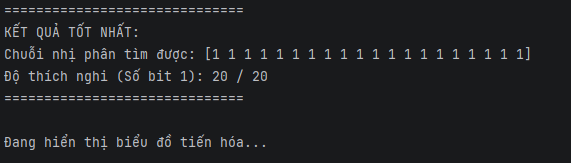 ==============================
KẾT QUẢ TỐT NHẤT:
Chuỗi nhị phân tìm được: [1 1 1 1 1 1 1 1 1 1 1 1 1 1 1 1 1 1 1 1]
Độ thích nghi (Số bit 1): 20 / 20
==============================
Đang hiển thị biểu đồ tiến hóa...